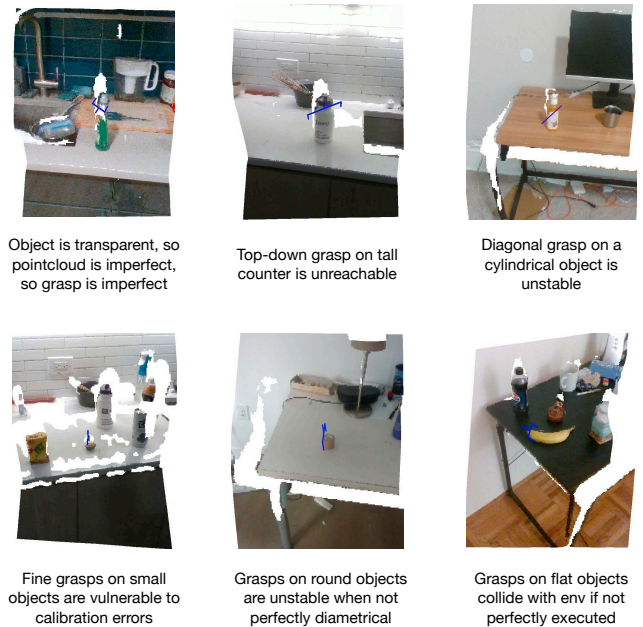 Object is transparent, so
pointcloud is imperfect,
so grasp is imperfect
Top-down grasp on tall
counter is unreachable
Diagonal grasp on a
cylindrical object is
unstable
Fine grasps on small
objects are vulnerable to
calibration errors
Grasps on round objects
are unstable when not
perfectly diametrical
Grasps on flat objects
collide with env if not
perfectly executed